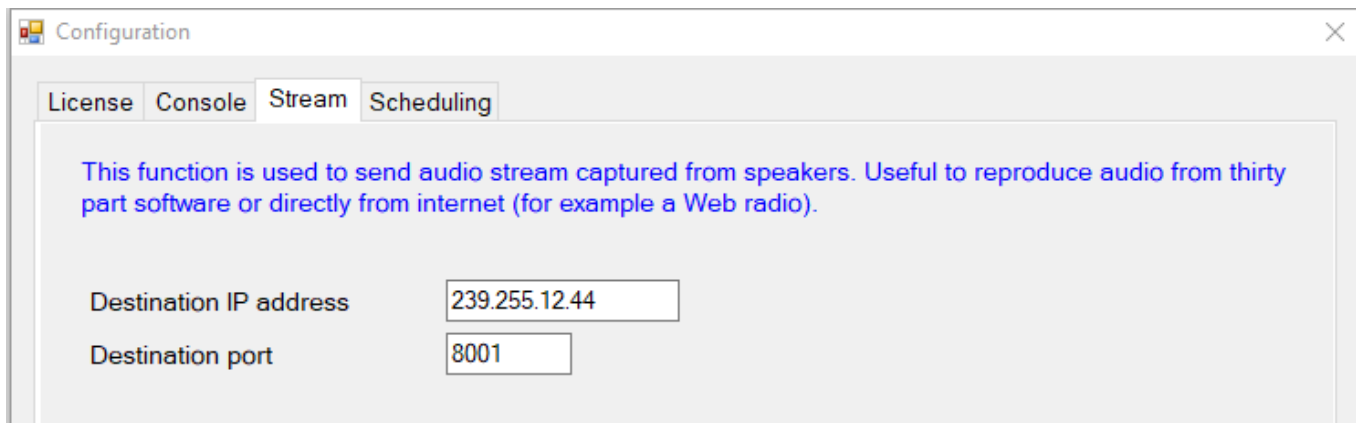 Configuration
License Console Stream Scheduling
This function is used to send audio stream captured from speakers. Useful to reproduce audio from thirty
part software or directly from internet (for example a Web radio).
Destination IP address 239.255.12.44
Destination port 8001